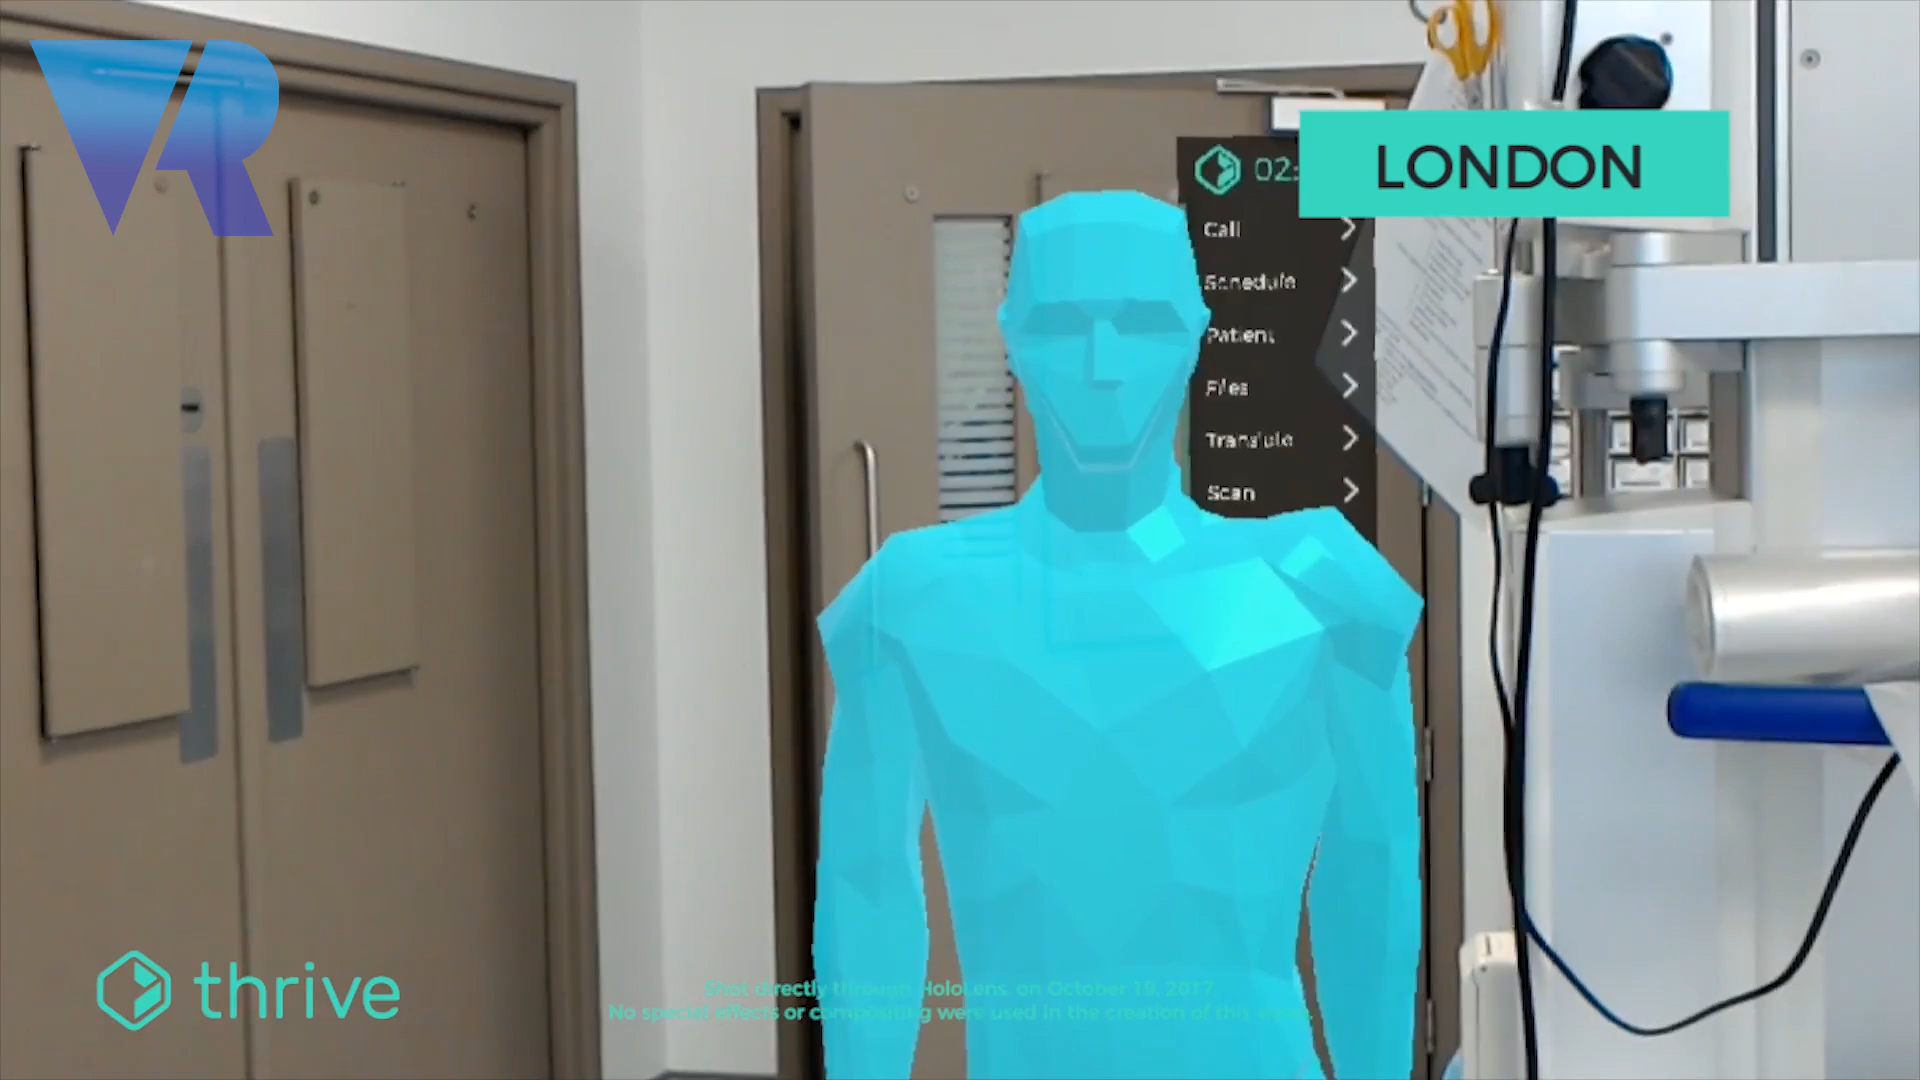 VR
LONDON
02:
Call
Schedule
Patient
Files
Translate
Scan
thrive
Shot directly through HoloLens on October 19, 2017
No special effects or compositing were used in the creation of this